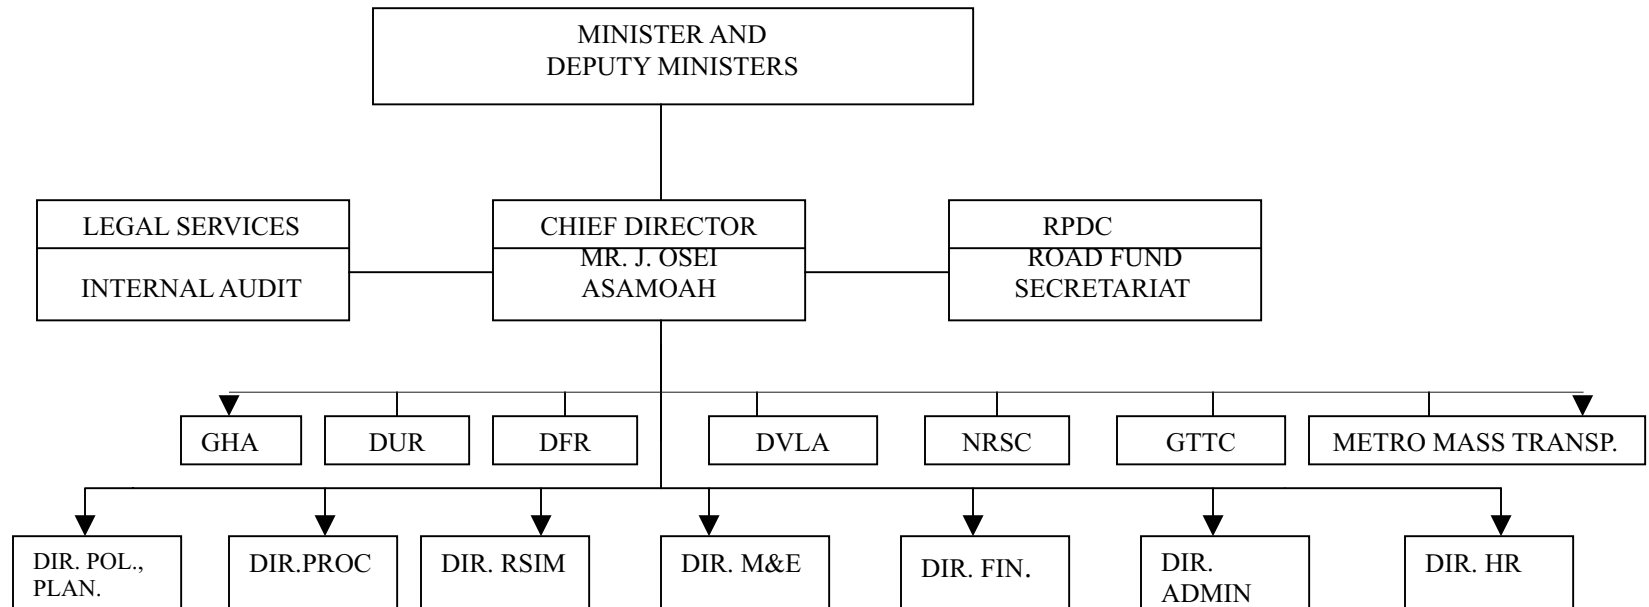 MINISTER AND
DEPUTY MINISTERS
LEGAL SERVICES
INTERNAL AUDIT
CHIEF DIRECTOR
MR. J. OSEI
ASAMOAH
RPDC
ROAD FUND
SECRETARIAT
GHA
DUR
DFR
DVLA
NRSC
GTTC
METRO MASS TRANSP.
DIR. POL.,
PLAN.
DIR.PROC
DIR. RSIM
DIR. M&E
DIR. FIN.
DIR.
ADMIN
DIR. HR